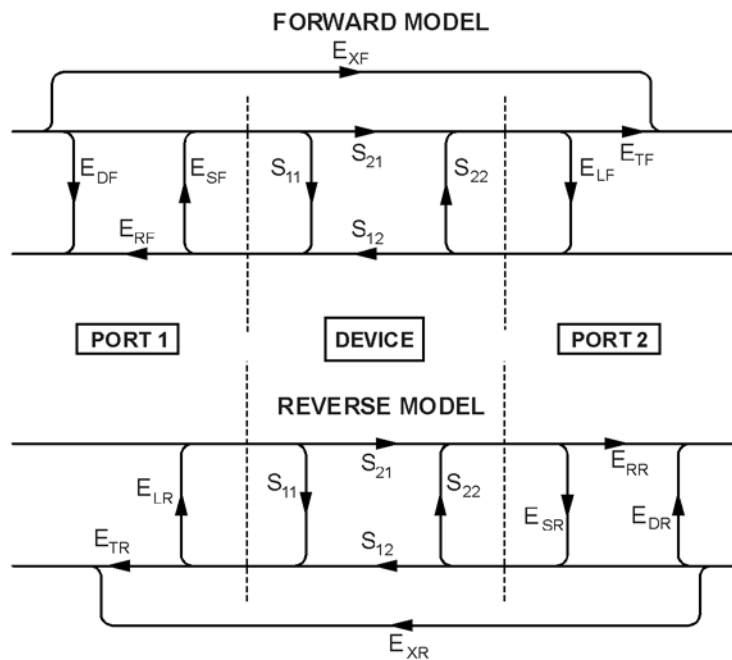 FORWARD MODEL
E_XF
E_DF E_SF S_11 S_21 S_22 E_LF E_TF
E_RF S_12
PORT 1 DEVICE PORT 2
REVERSE MODEL
E_LR S_11 S_21 S_22 E_SR E_RR E_DR
E_TR S_12
E_XR